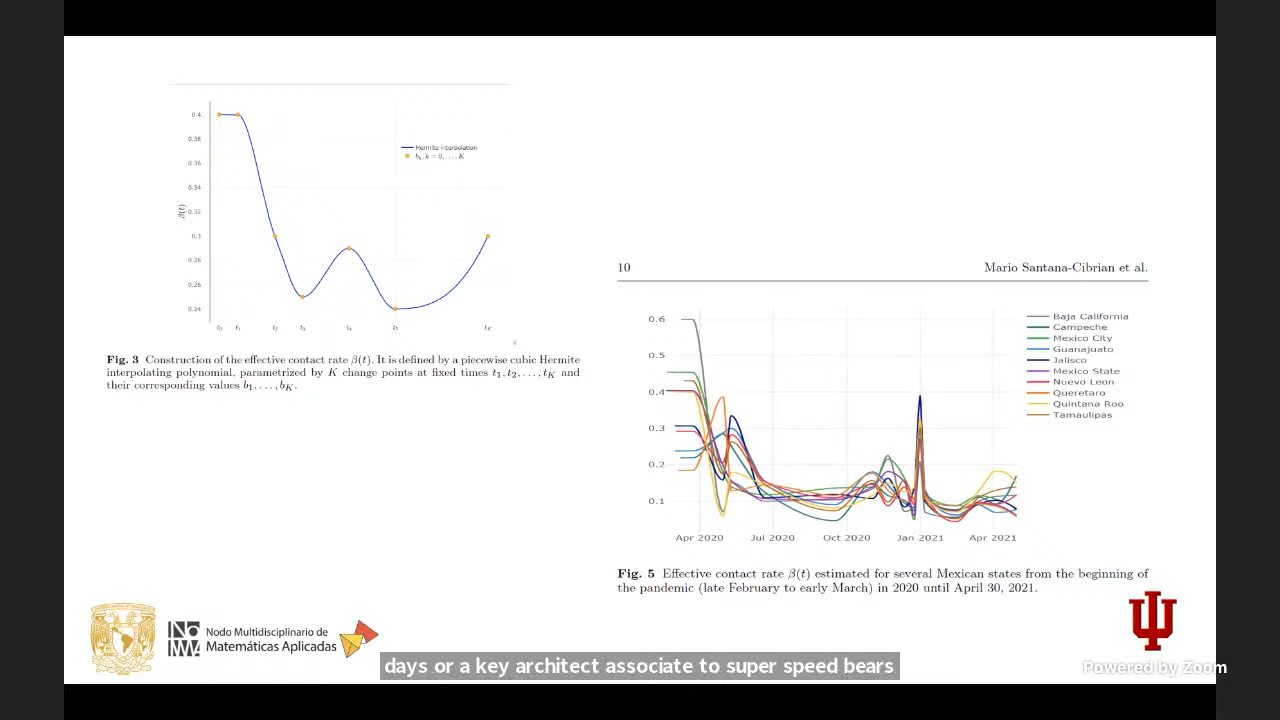 0.4
0.38
0.36
0.34
0.32
0.3
0.28
0.26
0.24
β(t)
Hermite Interpolation
b_k, k = 0, . . . , K
t₀ t₁ t₂ t₃ t₄ t₅ t_K
Fig. 3 Construction of the effective contact rate β(t). It is defined by a piecewise cubic Hermite
interpolating polynomial, parametrized by K change points at fixed times t₁, t₂, . . . , t_K and
their corresponding values b₁, . . . , b_K.
10 Mario Santana-Cibrian et al.
0.6
0.5
0.4
0.3
0.2
0.1
Apr 2020 Jul 2020 Oct 2020 Jan 2021 Apr 2021
Baja California
Campeche
Mexico City
Guanajuato
Jalisco
Mexico State
Nuevo Leon
Queretaro
Quintana Roo
Tamaulipas
Fig. 5 Effective contact rate β(t) estimated for several Mexican states from the beginning of
the pandemic (late February to early March) in 2020 until April 30, 2021.
Nodo Multidisciplinario de
Matemáticas Aplicadas
days or a key architect associate to super speed bears
Powered by Zoom